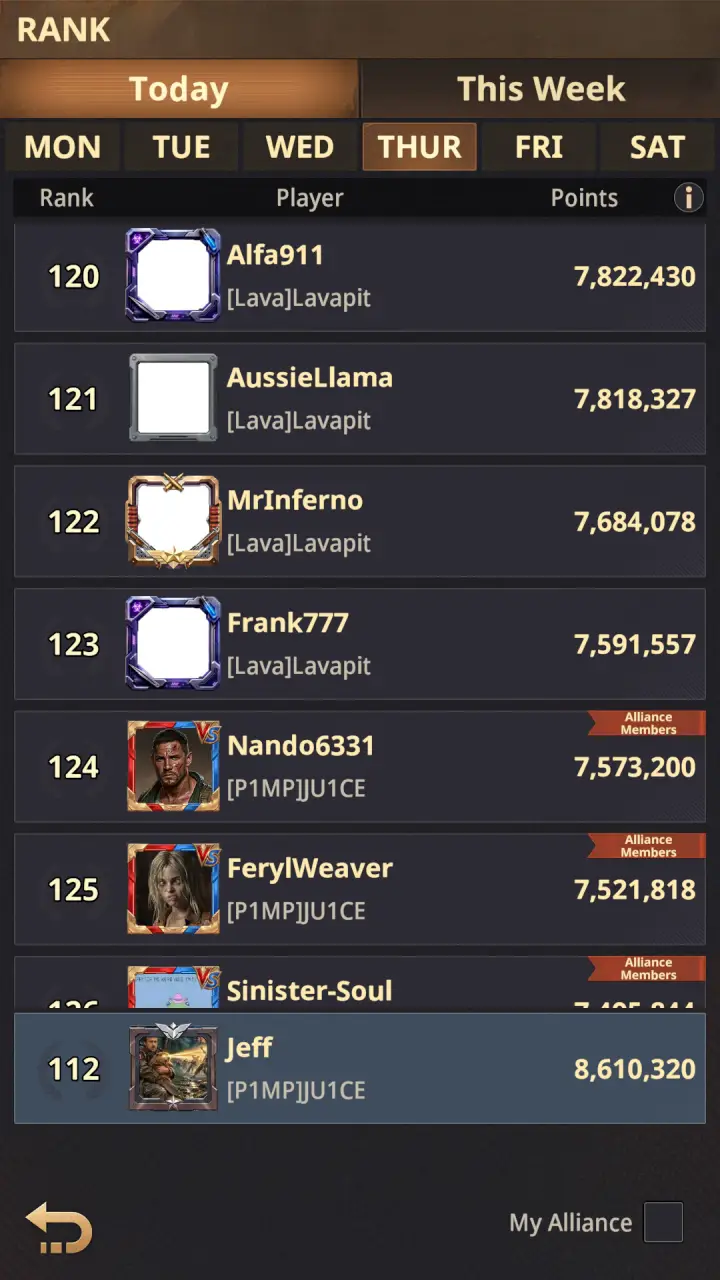 RANK
Today
This Week
MON
TUE
WED
THUR
FRI
SAT
Rank
Player
Points
120
Alfa911
[Lava]Lavapit
7,822,430
121
AussieLlama
[Lava]Lavapit
7,818,327
122
MrInferno
[Lava]Lavapit
7,684,078
123
Frank777
[Lava]Lavapit
7,591,557
124
VS
Nando6331
[P1MP]JU1CE
Alliance
Members
7,573,200
125
VS
FerylWeaver
[P1MP]JU1CE
Alliance
Members
7,521,818
VS
Sinister-Soul
Alliance
Members
112
Jeff
[P1MP]JU1CE
8,610,320
My Alliance